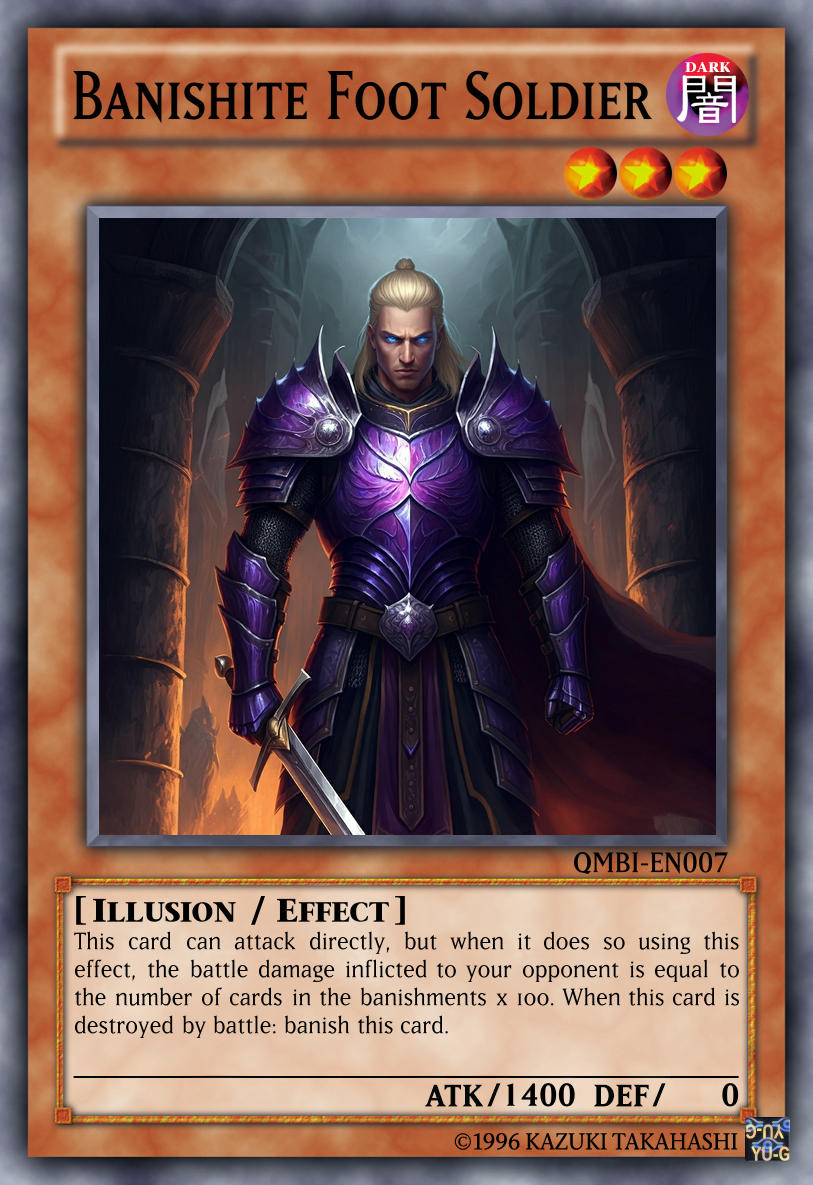 Banishite Foot Soldier
DARK
闇
QMBI-EN007
[ Illusion / Effect ]
This card can attack directly, but when it does so using this
effect, the battle damage inflicted to your opponent is equal to
the number of cards in the banishments x 100. When this card is
destroyed by battle: banish this card.
ATK/1400 DEF/ 0
©1996 KAZUKI TAKAHASHI
YU-G
YU-G